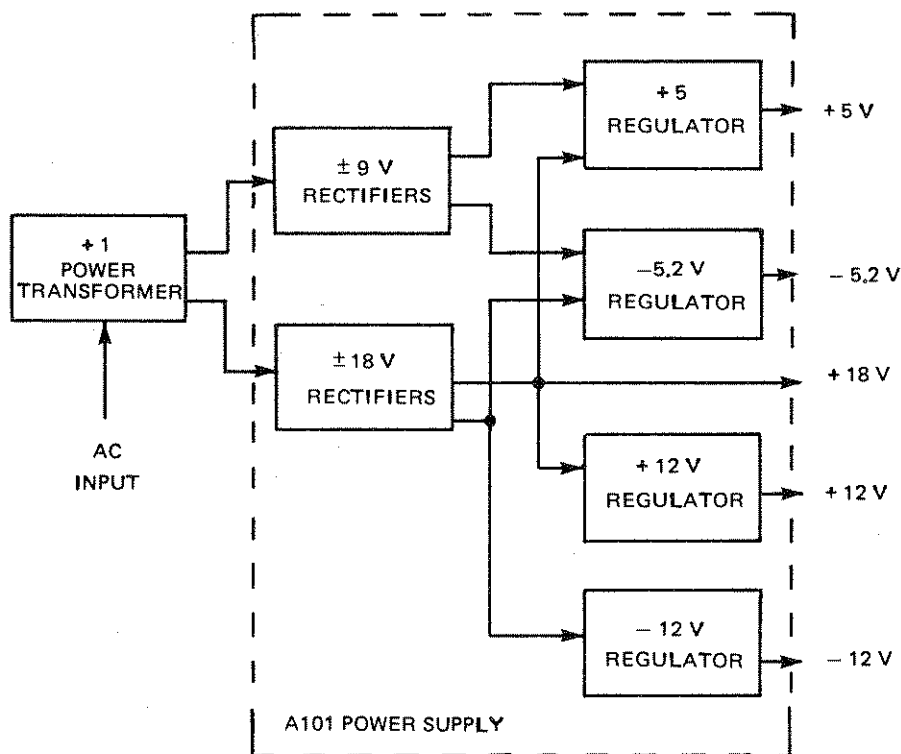 + 5
REGULATOR
+ 5 V
± 9 V
RECTIFIERS
+ 1
POWER
TRANSFORMER
−5.2 V
REGULATOR
− 5.2 V
±18 V
RECTIFIERS
+ 18 V
AC
INPUT
+ 12 V
REGULATOR
+ 12 V
− 12 V
REGULATOR
− 12 V
A101 POWER SUPPLY